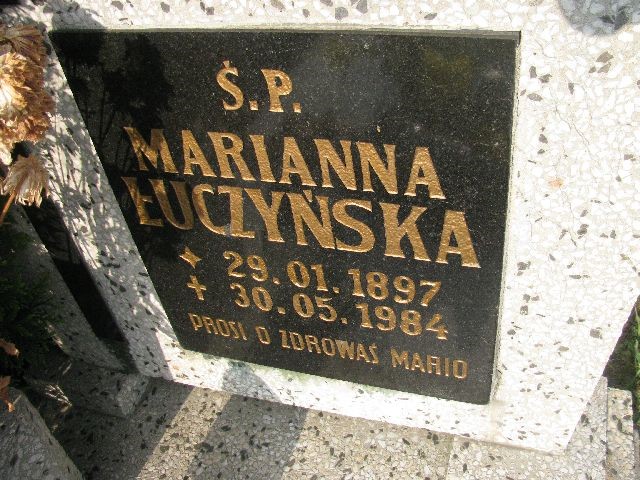 Ś.P.
MARIANNA
ŁUCZYŃSKA
29.01.1897
30.05.1984
PROSI O ZDROWAŚ MARIO